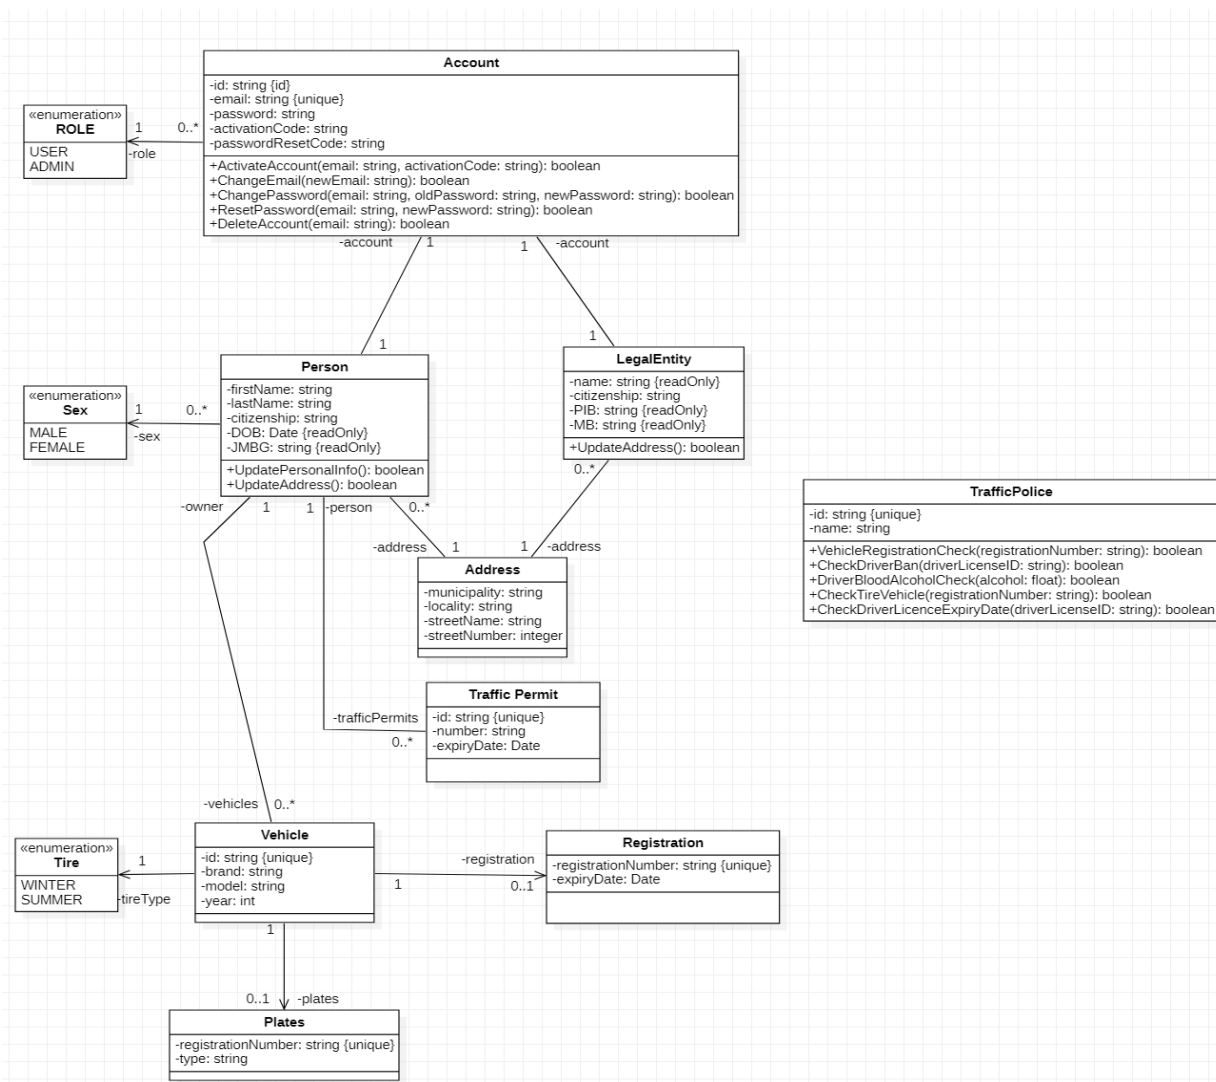 Account
-id: string {id}
-email: string {unique}
-password: string
-activationCode: string
-passwordResetCode: string
+ActivateAccount(email: string, activationCode: string): boolean
+ChangeEmail(newEmail: string): boolean
+ChangePassword(email: string, oldPassword: string, newPassword: string): boolean
+ResetPassword(email: string, newPassword: string): boolean
+DeleteAccount(email: string): boolean
«enumeration»
ROLE
USER
ADMIN
1
0..*
-role
-account
1
1
-account
1
1
Person
-firstName: string
-lastName: string
-citizenship: string
-DOB: Date {readOnly}
-JMBG: string {readOnly}
+UpdatePersonalInfo(): boolean
+UpdateAddress(): boolean
LegalEntity
-name: string {readOnly}
-citizenship: string
-PIB: string {readOnly}
-MB: string {readOnly}
+UpdateAddress(): boolean
«enumeration»
Sex
MALE
FEMALE
1
0..*
-sex
-owner
1
1
-person
0..*
0..*
-address
1
1
-address
TrafficPolice
-id: string {unique}
-name: string
+VehicleRegistrationCheck(registrationNumber: string): boolean
+CheckDriverBan(driverLicenseID: string): boolean
+DriverBloodAlcoholCheck(alcohol: float): boolean
+CheckTireVehicle(registrationNumber: string): boolean
+CheckDriverLicenceExpiryDate(driverLicenseID: string): boolean
Address
-municipality: string
-locality: string
-streetName: string
-streetNumber: integer
Traffic Permit
-id: string {unique}
-number: string
-expiryDate: Date
-trafficPermits
0..*
-vehicles
0..*
Vehicle
-id: string {unique}
-brand: string
-model: string
-year: int
«enumeration»
Tire
WINTER
SUMMER
1
-tireType
-registration
1
0..1
Registration
-registrationNumber: string {unique}
-expiryDate: Date
1
0..1
-plates
Plates
-registrationNumber: string {unique}
-type: string